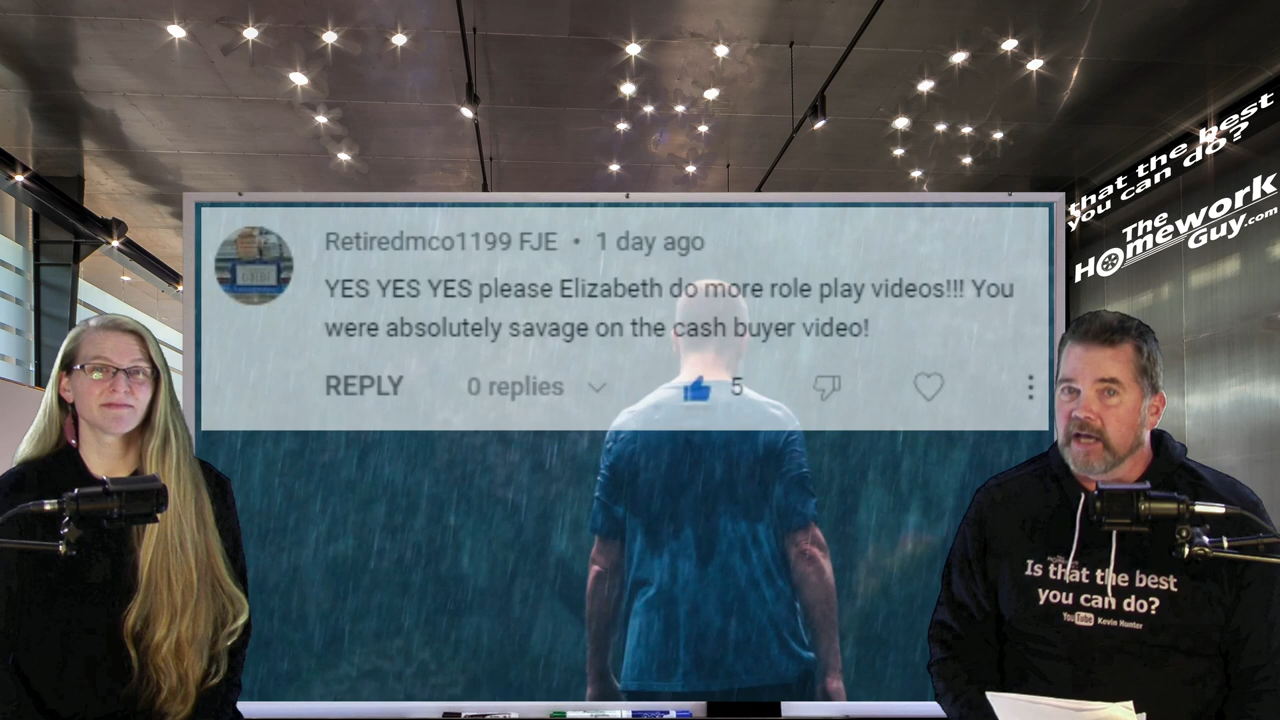 that the best
you can do?
The
Homework
Guy.com
Retiredmco1199 FJE • 1 day ago
YES YES YES please Elizabeth do more role play videos!!! You
were absolutely savage on the cash buyer video!
REPLY 0 replies 5
Is that the best
you can do?
YouTube Kevin Hunter